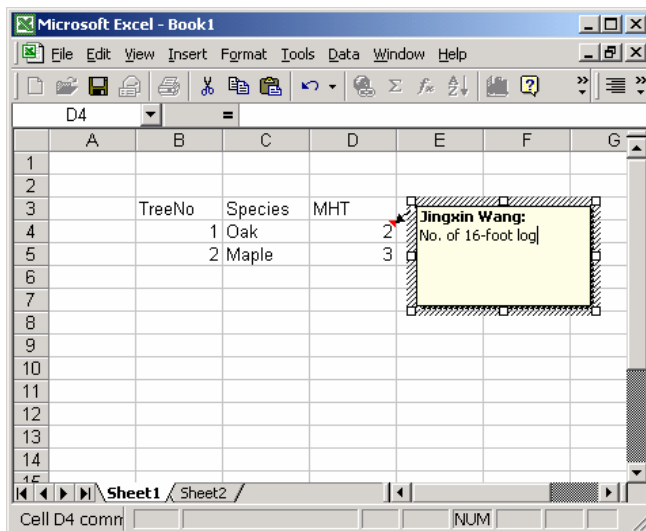 Microsoft Excel - Book1
File Edit View Insert Format Tools Data Window Help
D4 =
A B C D E F G
1
2
3 TreeNo Species MHT Jingxin Wang:
4 1 Oak 2 No. of 16-foot log
5 2 Maple 3
6
7
8
9
10
11
12
13
14
Sheet1 Sheet2
Cell D4 comm NUM